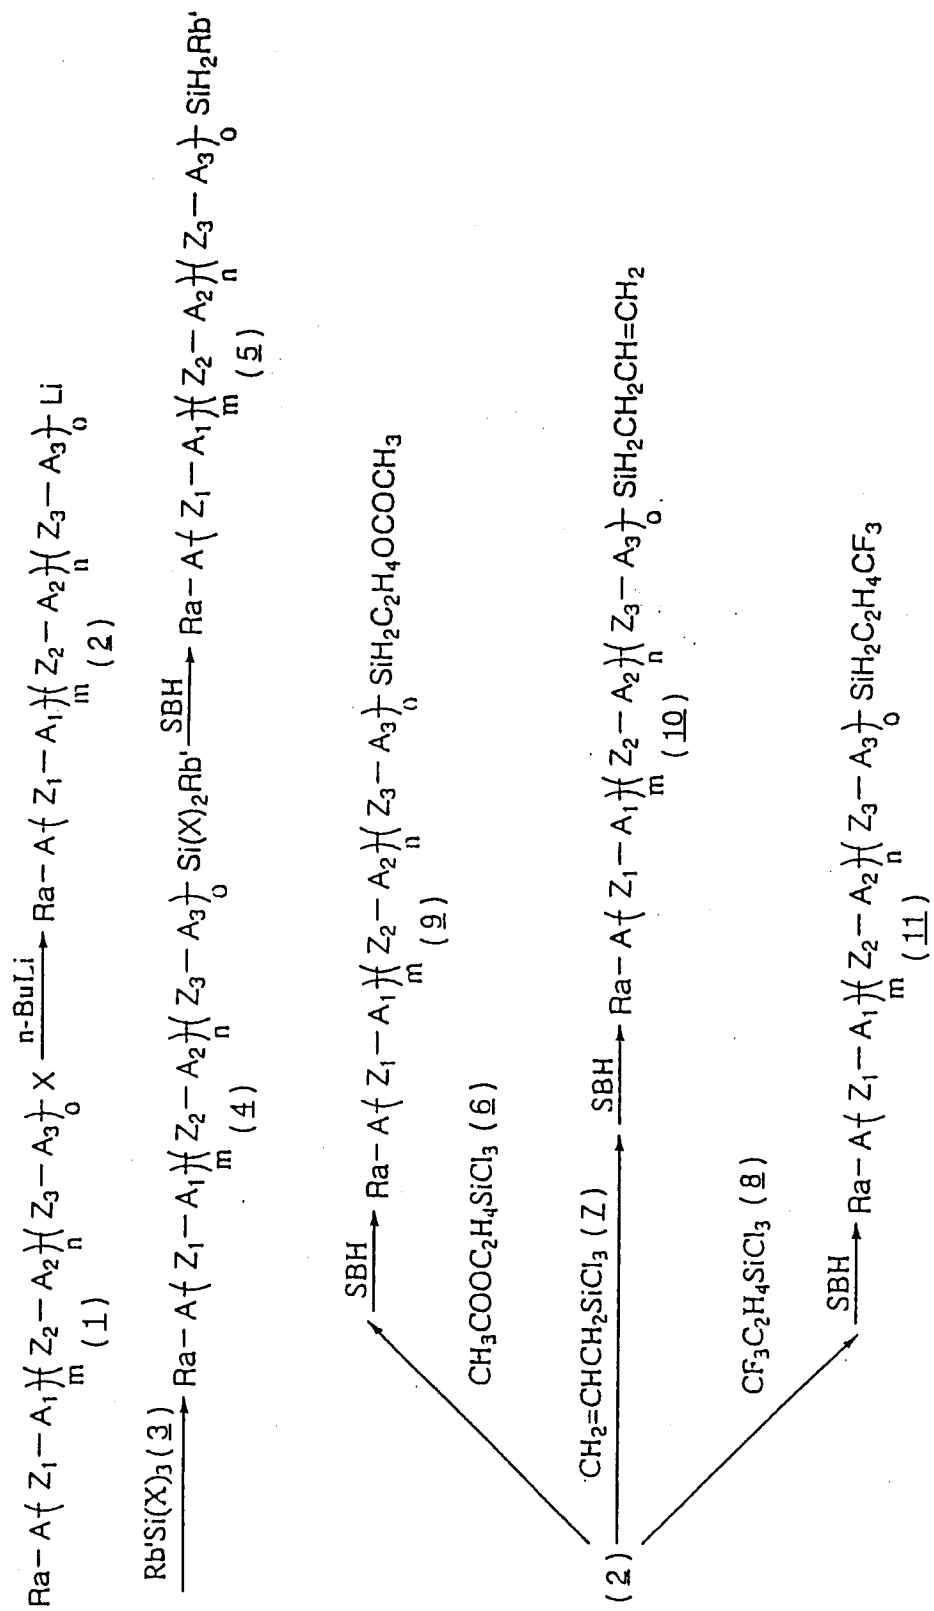 Ra—A(Z1—A1)m(Z2—A2)n(Z3—A3)o X n-BuLi Ra—A(Z1—A1)m(Z2—A2)n(Z3—A3)o Li
(1) (2)
Rb'Si(X)3(3) Ra—A(Z1—A1)m(Z2—A2)n(Z3—A3)o Si(X)2Rb' SBH Ra—A(Z1—A1)m(Z2—A2)n(Z3—A3)o SiH2Rb'
(4) (5)
SBH Ra—A(Z1—A1)m(Z2—A2)n(Z3—A3)o SiH2C2H4OCOCH3
(9)
CH3COOC2H4SiCl3 (6)
(2) CH2=CHCH2SiCl3 (7) SBH Ra—A(Z1—A1)m(Z2—A2)n(Z3—A3)o SiH2CH2CH=CH2
(10)
CF3C2H4SiCl3 (8)
SBH Ra—A(Z1—A1)m(Z2—A2)n(Z3—A3)o SiH2C2H4CF3
(11)